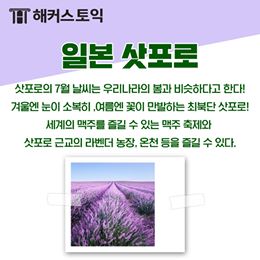 해커스 토익
일본 삿포로
삿포로의 7월 날씨는 우리나라의 봄과 비슷하다고 한다!
겨울엔 눈이 소복히 ,여름엔 꽃이 만발하는 최북단 삿포로!
세계의 맥주를 즐길 수 있는 맥주 축제와
삿포로 근교의 라벤더 농장, 온천 등을 즐길 수 있다.